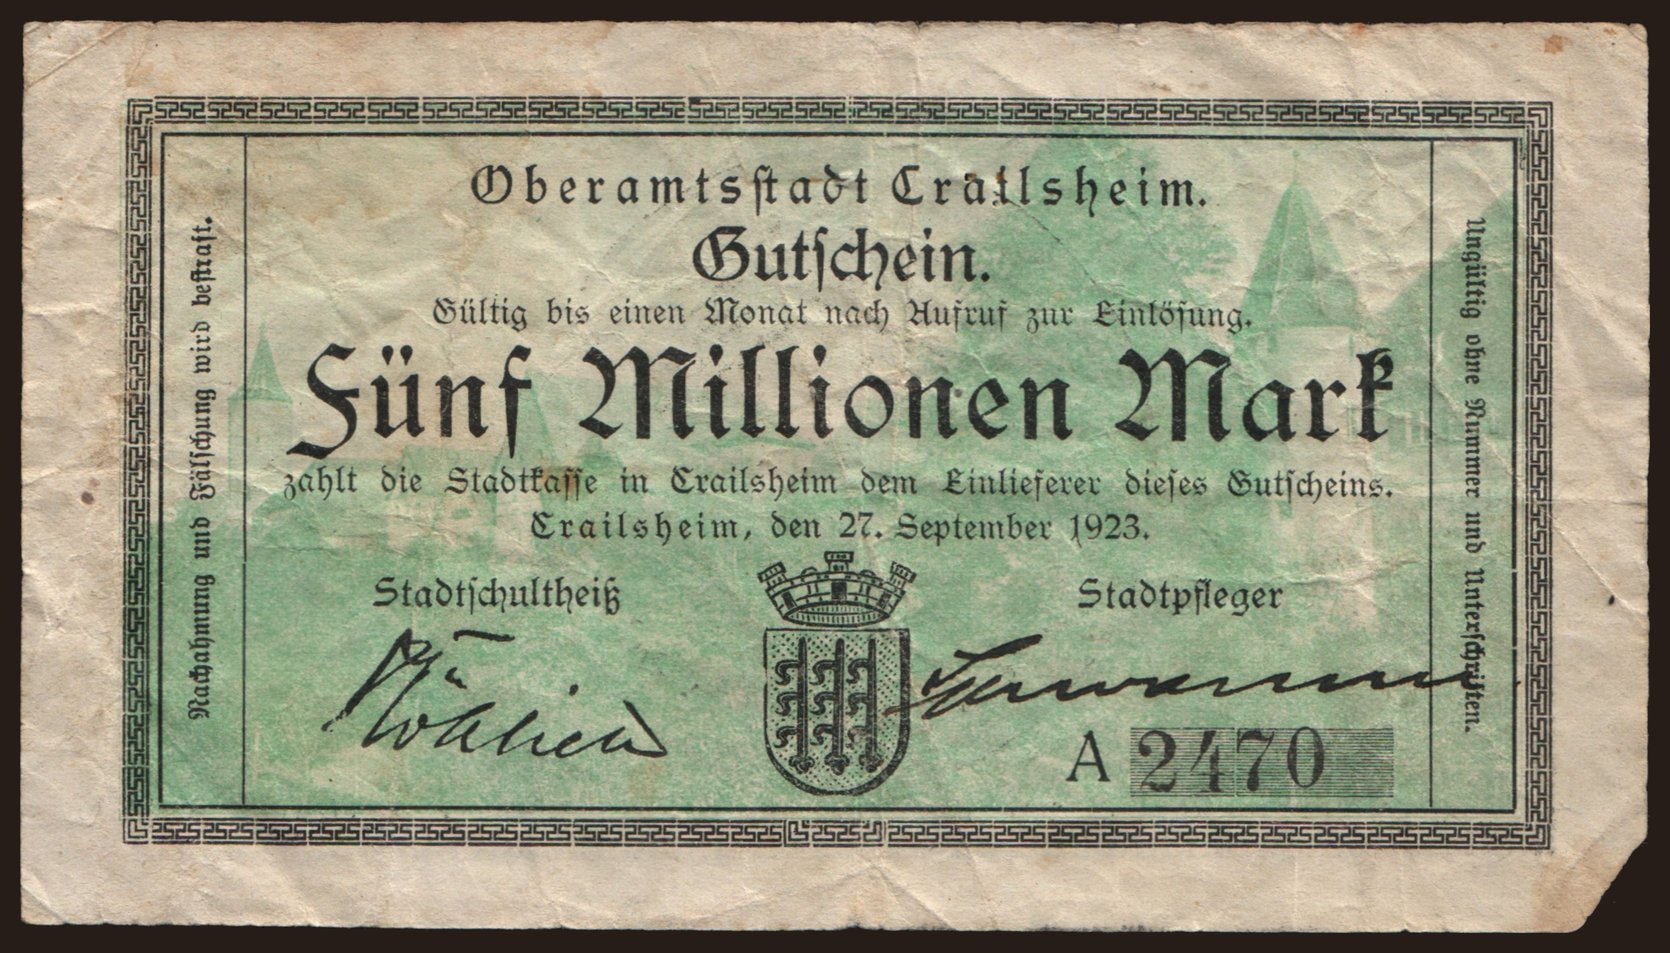 Oberamtsstadt Crailsheim.
Gutschein.
Gültig bis einen Monat nach Aufruf zur Einlösung.
Fünf Millionen Mark
zahlt die Stadtkasse in Crailsheim dem Einlieferer dieses Gutscheins.
Crailsheim, den 27. September 1923.
Stadtschultheiß
Stadtpfleger
A 2470
Nachahmung und Fälschung wird bestraft.
Ungültig ohne Nummer und Unterschriften.